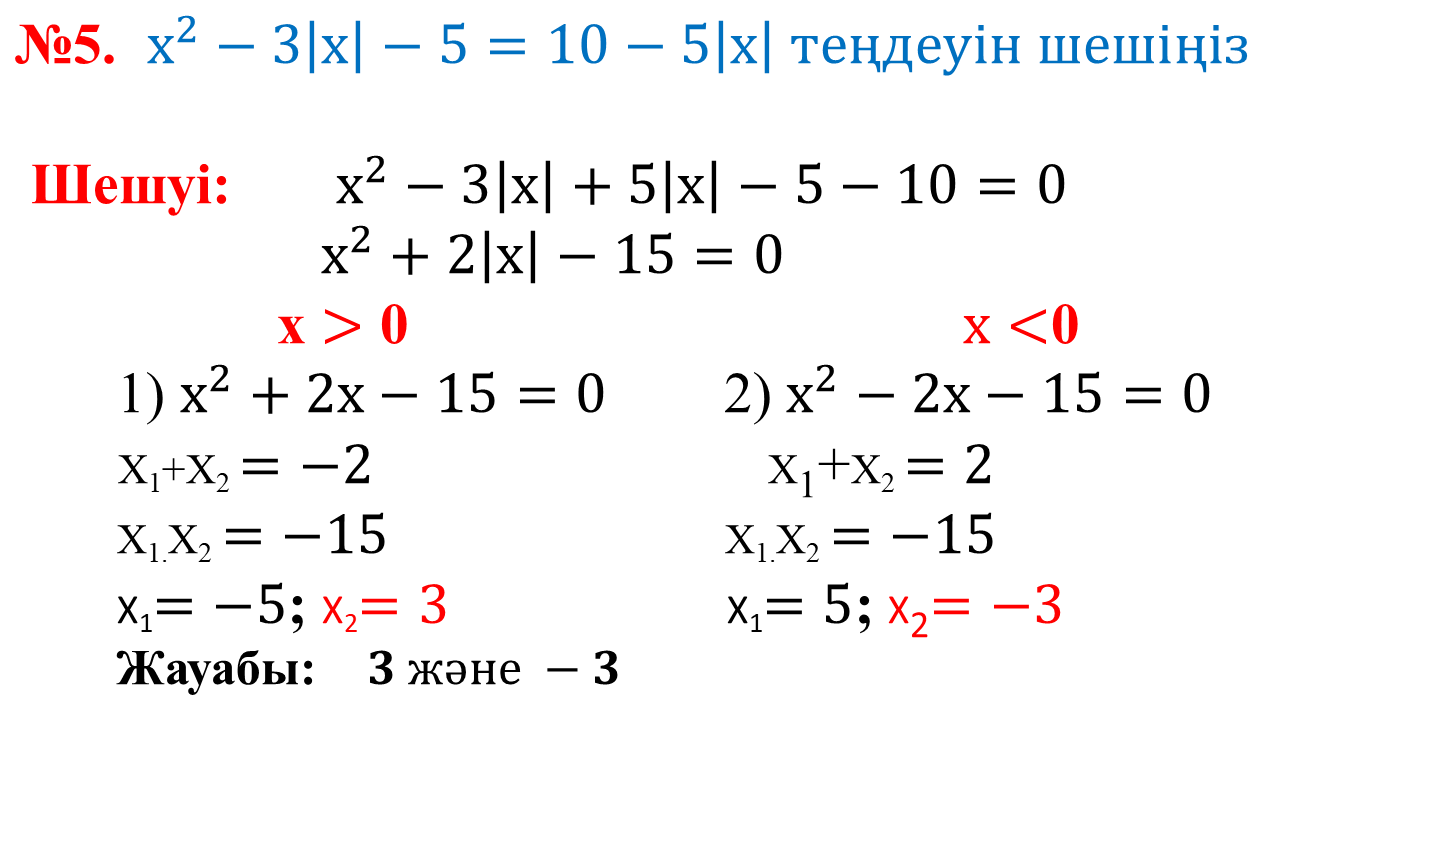 №5. x² − 3|x| − 5 = 10 − 5|x| теңдеуін шешіңіз
Шешуі: x² − 3|x| + 5|x| − 5 − 10 = 0
x² + 2|x| − 15 = 0
x > 0 x <0
1) x² + 2x − 15 = 0 2) x² − 2x − 15 = 0
x₁+x₂ = −2 x₁+x₂ = 2
x₁.x₂ = −15 x₁.x₂ = −15
x₁= −5; x₂= 3 x₁= 5; x₂= −3
Жауабы: 3 және − 3